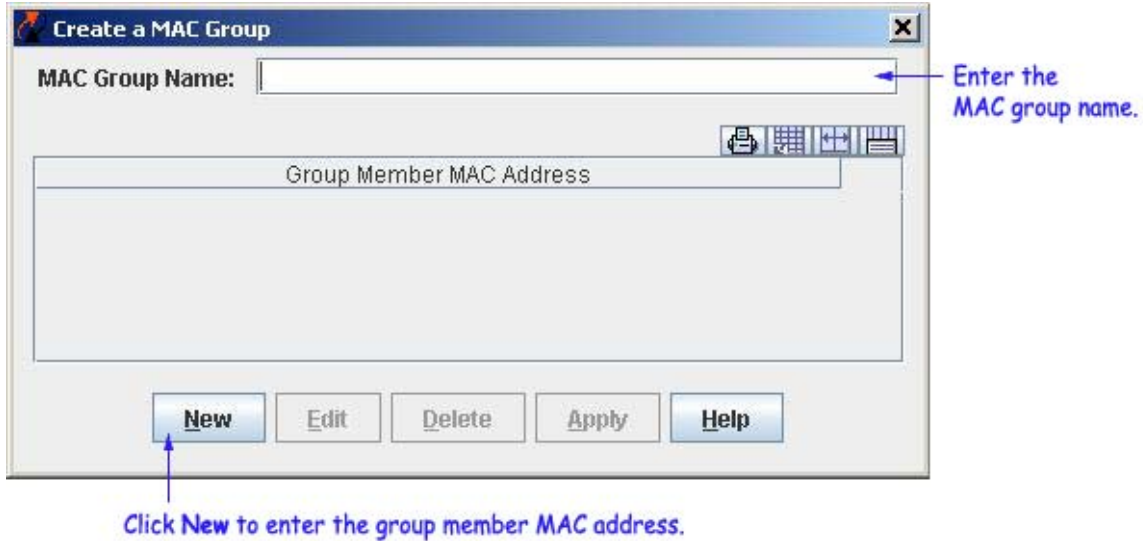 Create a MAC Group
MAC Group Name:
Enter the
MAC group name.
Group Member MAC Address
New Edit Delete Apply Help
Click New to enter the group member MAC address.